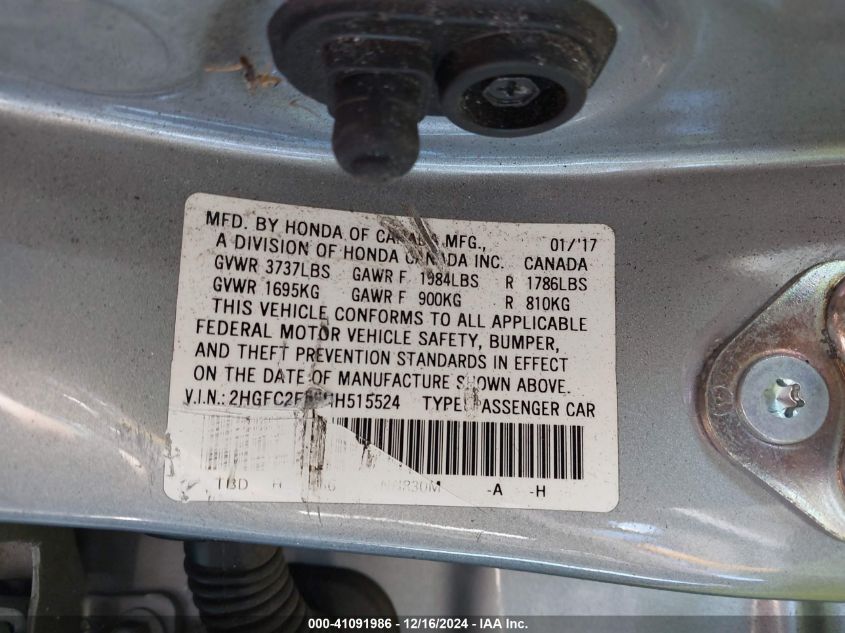 MFD. BY HONDA OF CANADA MFG., 01/'17
A DIVISION OF HONDA CANADA INC. CANADA
GVWR 3737LBS GAWR F 1984LBS R 1786LBS
GVWR 1695KG GAWR F 900KG R 810KG
THIS VEHICLE CONFORMS TO ALL APPLICABLE
FEDERAL MOTOR VEHICLE SAFETY, BUMPER,
AND THEFT PREVENTION STANDARDS IN EFFECT
ON THE DATE OF MANUFACTURE SHOWN ABOVE.
V.I.N.: TYPE: PASSENGER CAR
-A -H
000-41091986 - 12/16/2024 - IAA Inc.